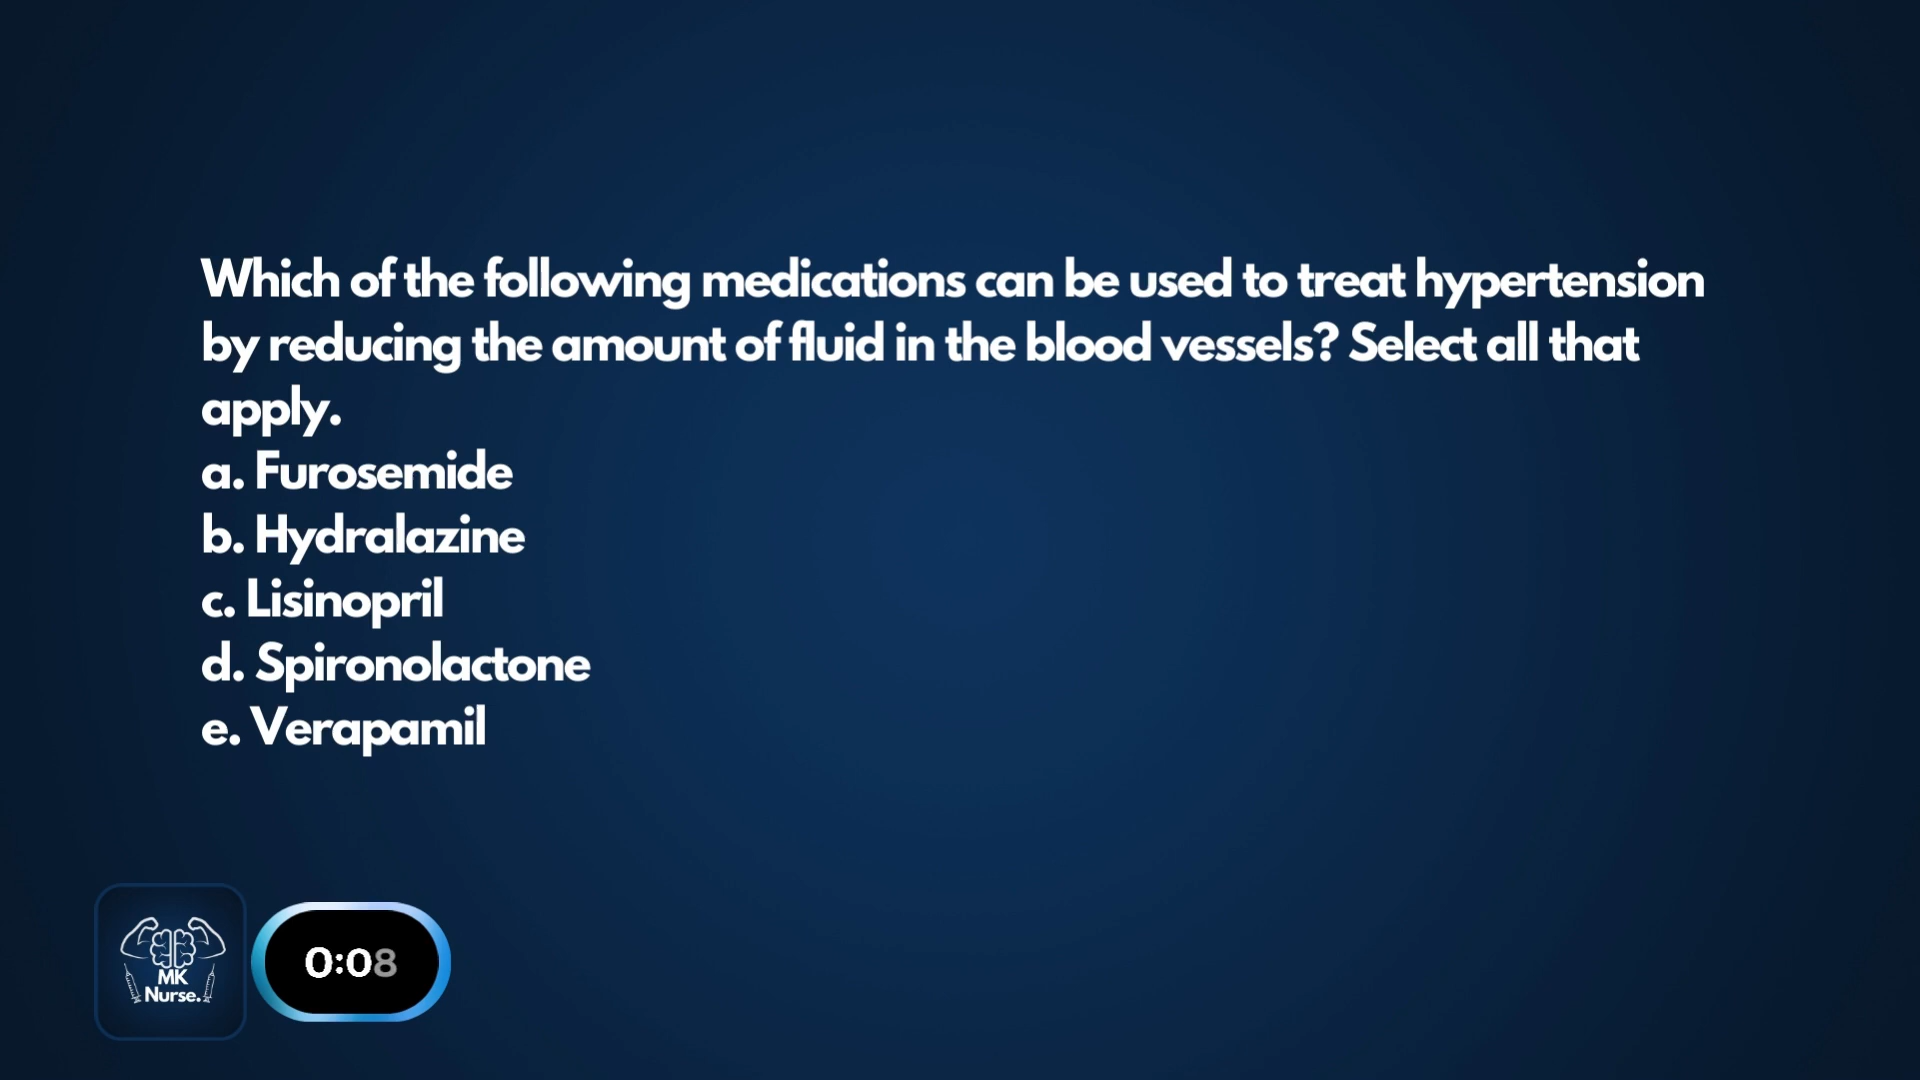 Which of the following medications can be used to treat hypertension
by reducing the amount of fluid in the blood vessels? Select all that
apply.
a. Furosemide
b. Hydralazine
c. Lisinopril
d. Spironolactone
e. Verapamil
MK
Nurse.
0:08